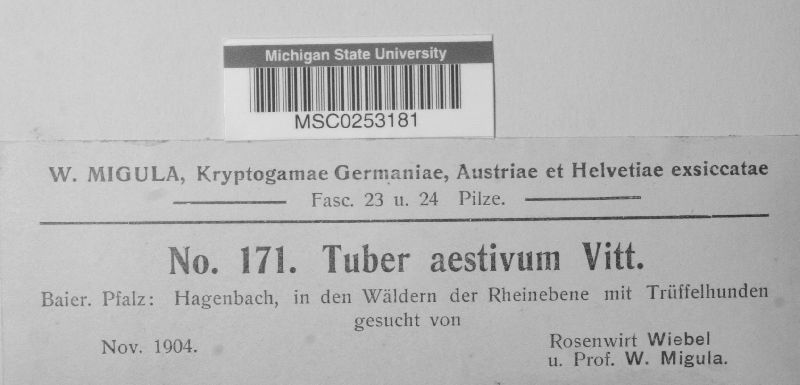 Michigan State University
MSC0253181
W. MIGULA, Kryptogamae Germaniae, Austriae et Helvetiae exsiccatae
Fasc. 23 u. 24 Pilze.
No. 171. Tuber aestivum Vitt.
Baier. Pfalz: Hagenbach, in den Wäldern der Rheinebene mit Trüffelhunden
gesucht von
Nov. 1904.
Rosenwirt Wiebel
u. Prof. W. Migula.